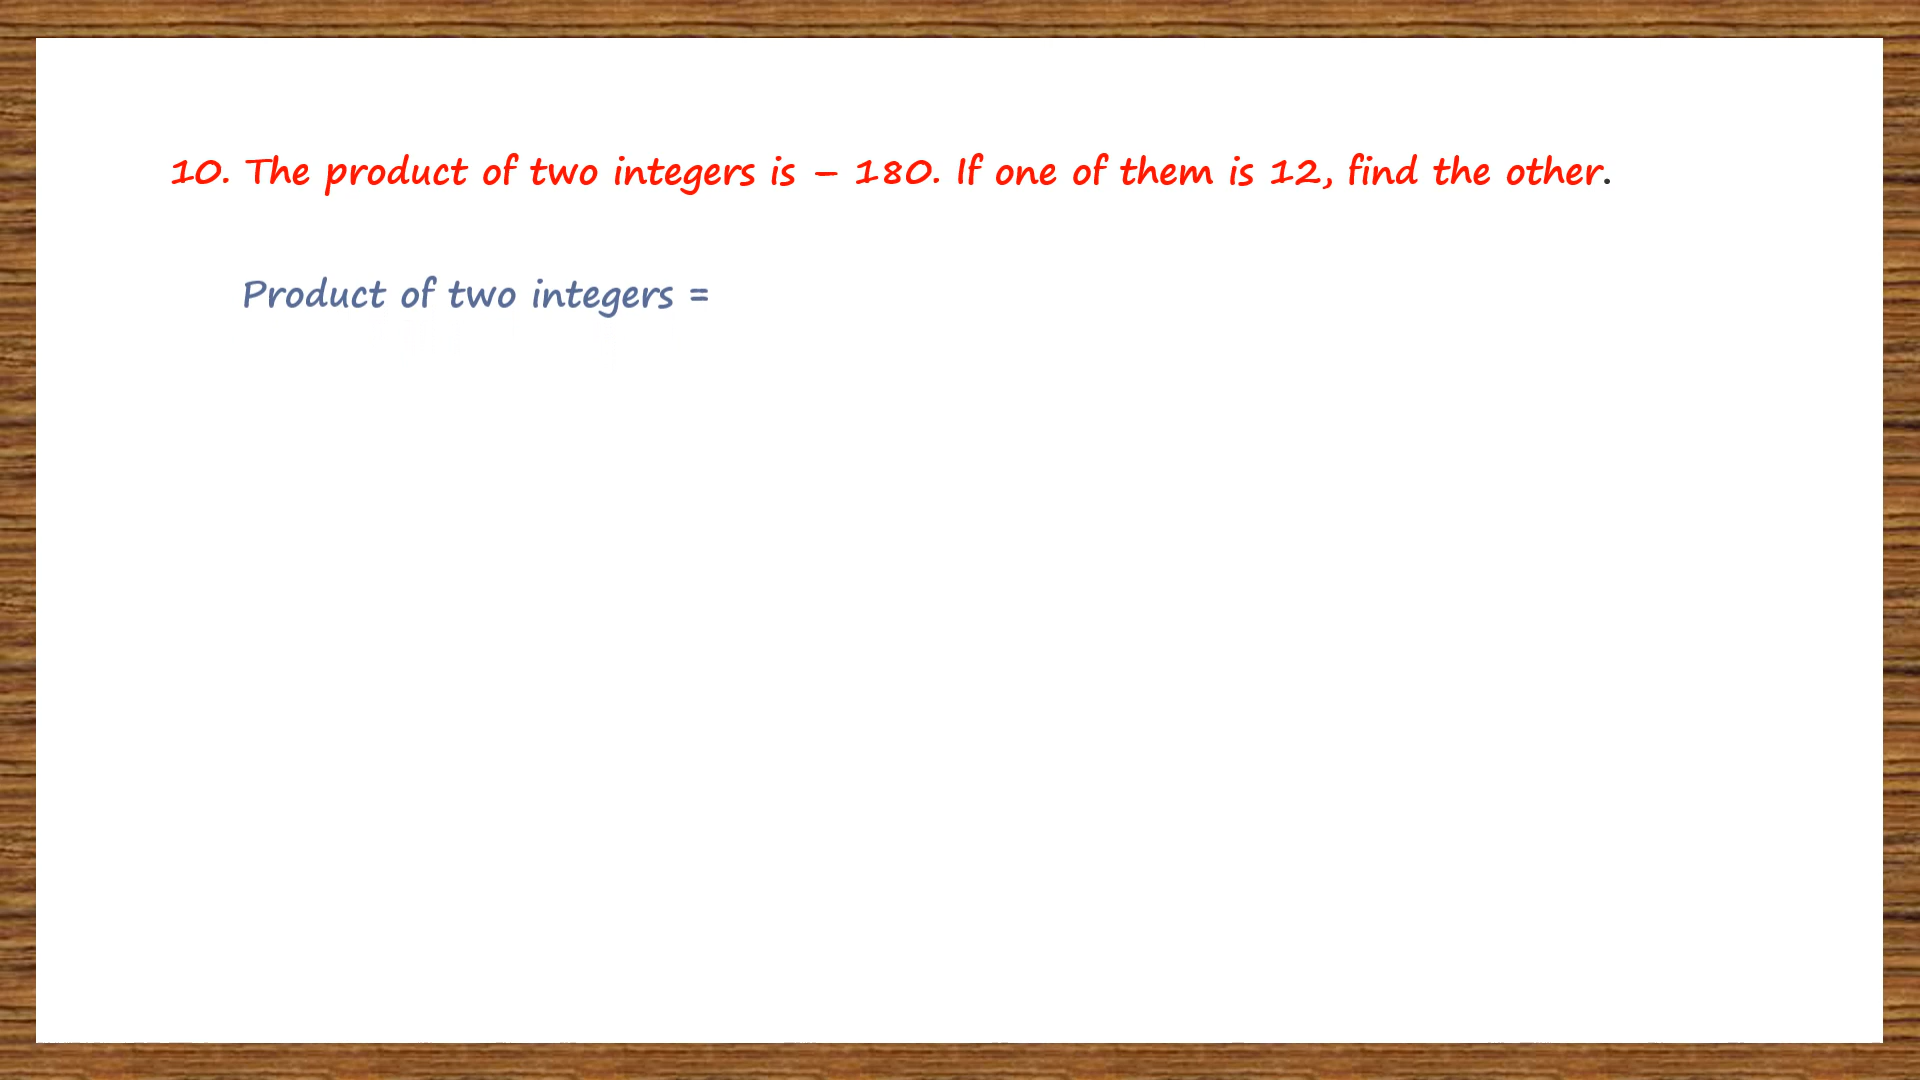 10. The product of two integers is – 180. If one of them is 12, find the other.
Product of two integers =